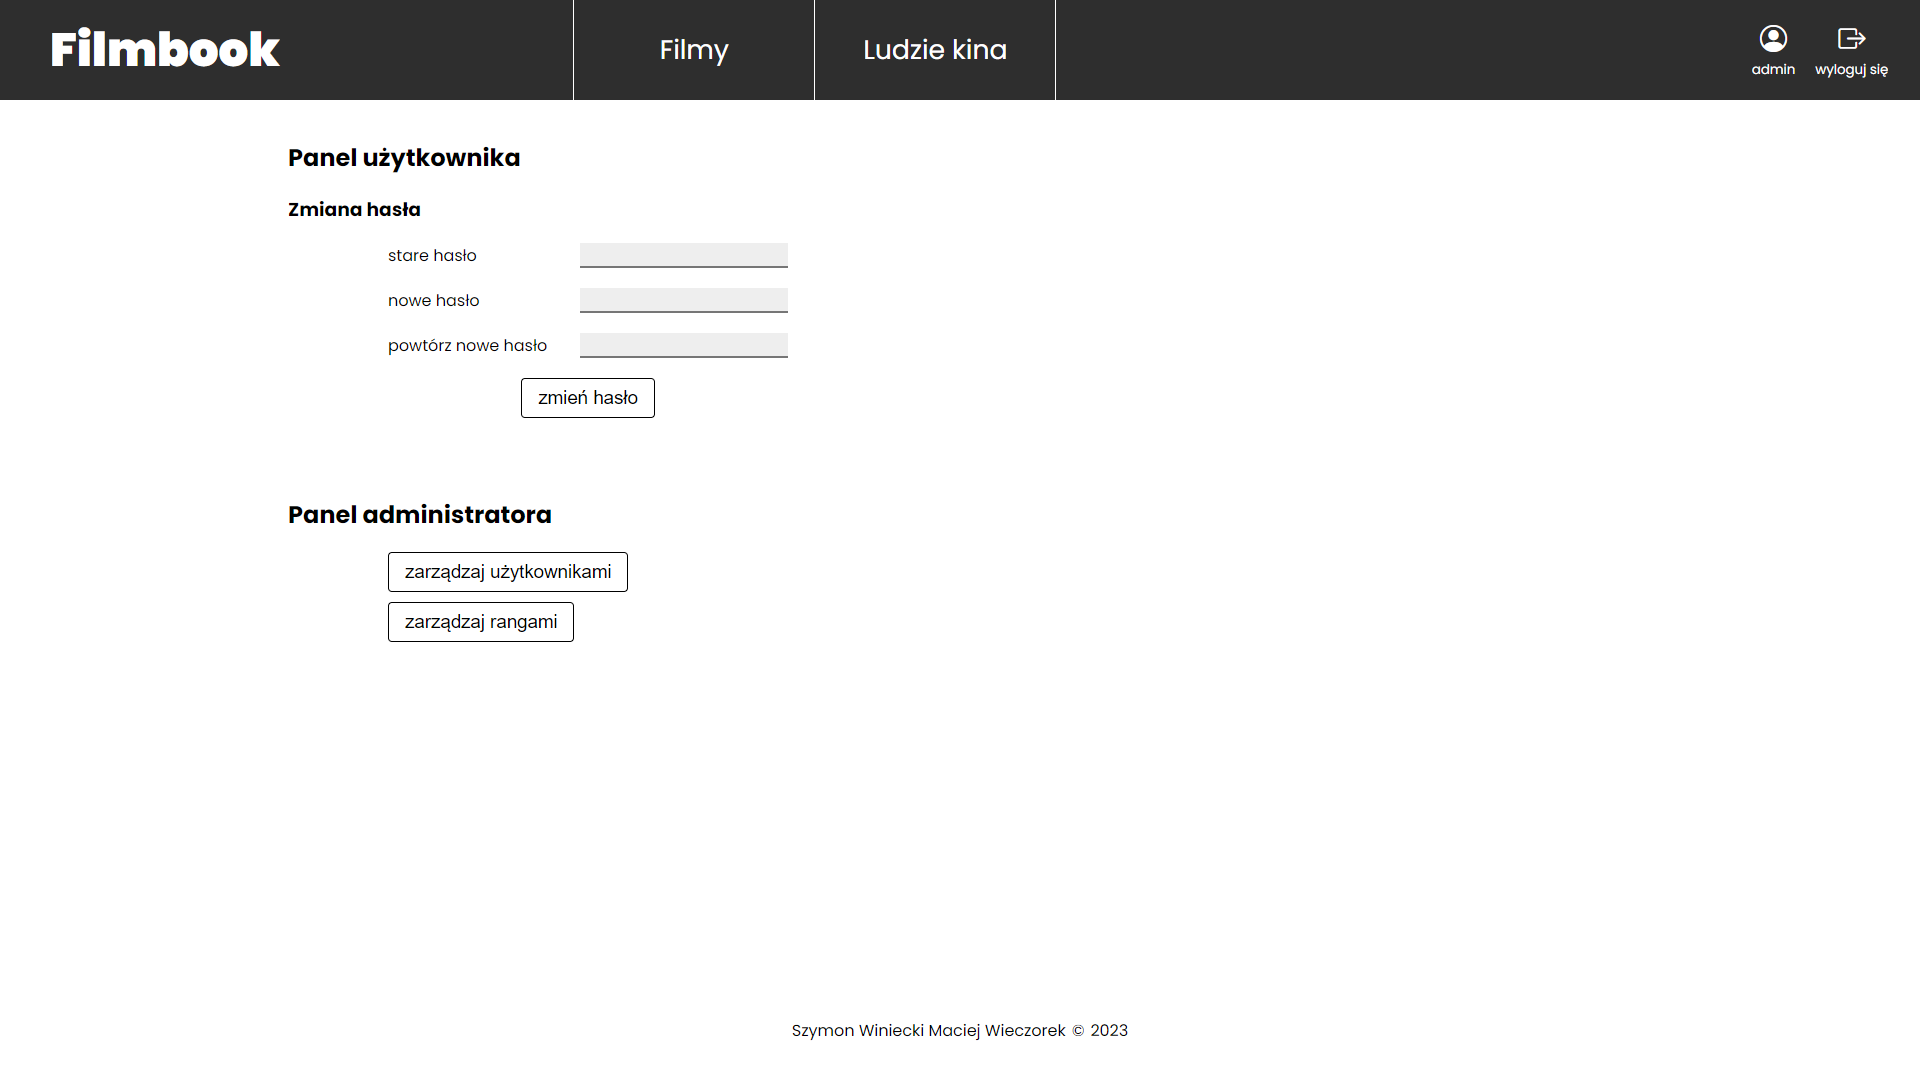 Filmbook
Filmy
Ludzie kina
admin
wyloguj się
Panel użytkownika
Zmiana hasła
stare hasło
nowe hasło
powtórz nowe hasło
zmień hasło
Panel administratora
zarządzaj użytkownikami
zarządzaj rangami
Szymon Winiecki Maciej Wieczorek © 2023